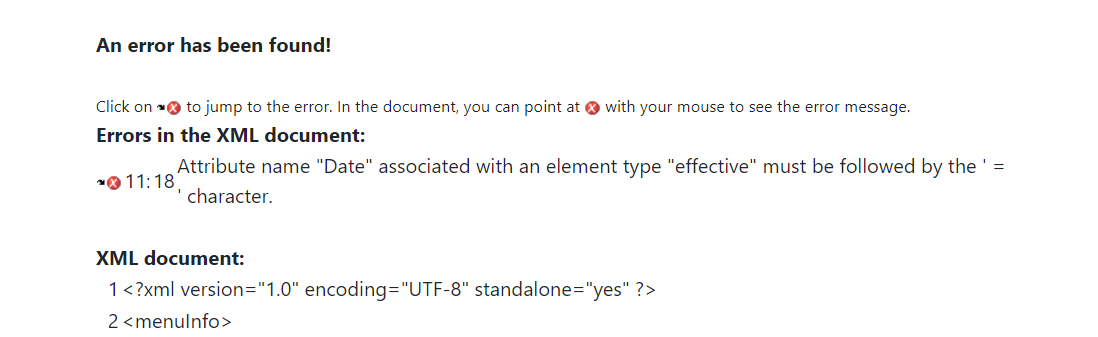 An error has been found!
Click on to jump to the error. In the document, you can point at with your mouse to see the error message.
Errors in the XML document:
11:18 Attribute name "Date" associated with an element type "effective" must be followed by the ' =
' character.
XML document:
1 <?xml version="1.0" encoding="UTF-8" standalone="yes" ?>
2 <menuInfo>